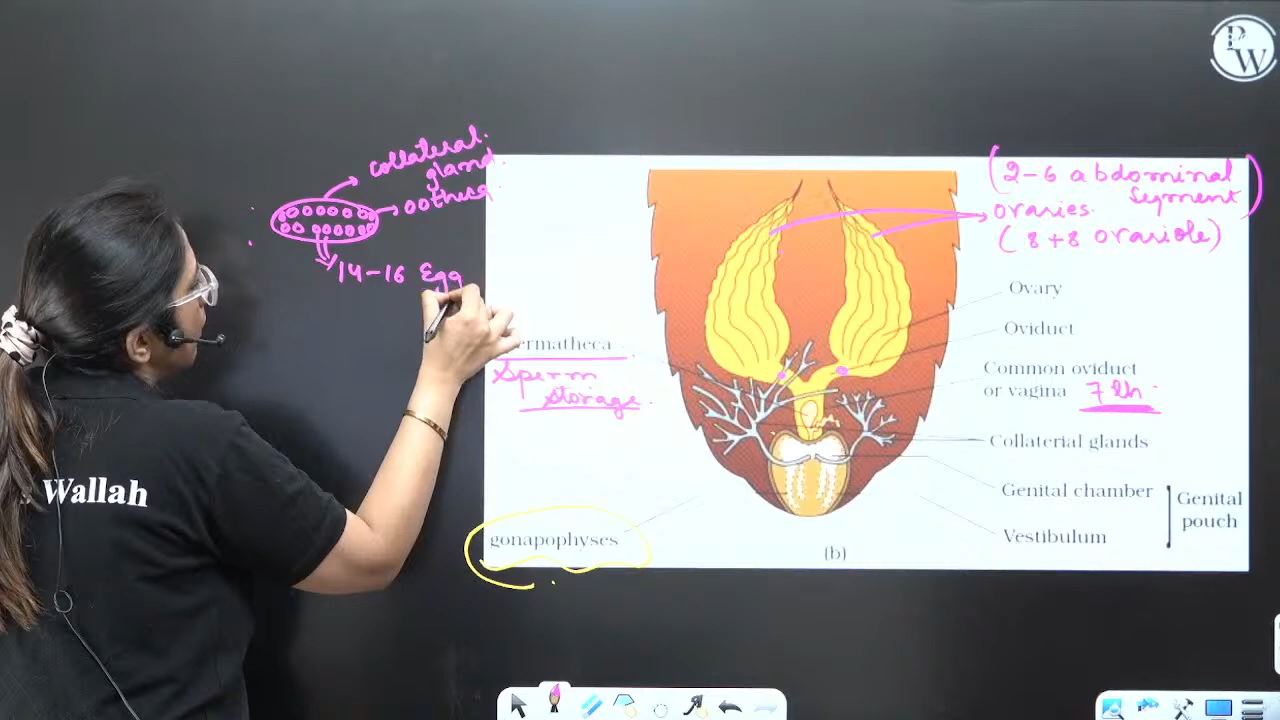 P
W
collateral
gland
ootheca
14-16 Egg
Wallah
(2-6 abdominal
Segment)
ovaries.
(8+8 ovariole)
Ovary
Oviduct
ermatheca
Sperm
storage.
Common oviduct
or vagina 7th
Collaterial glands
Genital chamber
Genital
pouch
Vestibulum
gonapophyses
(b)